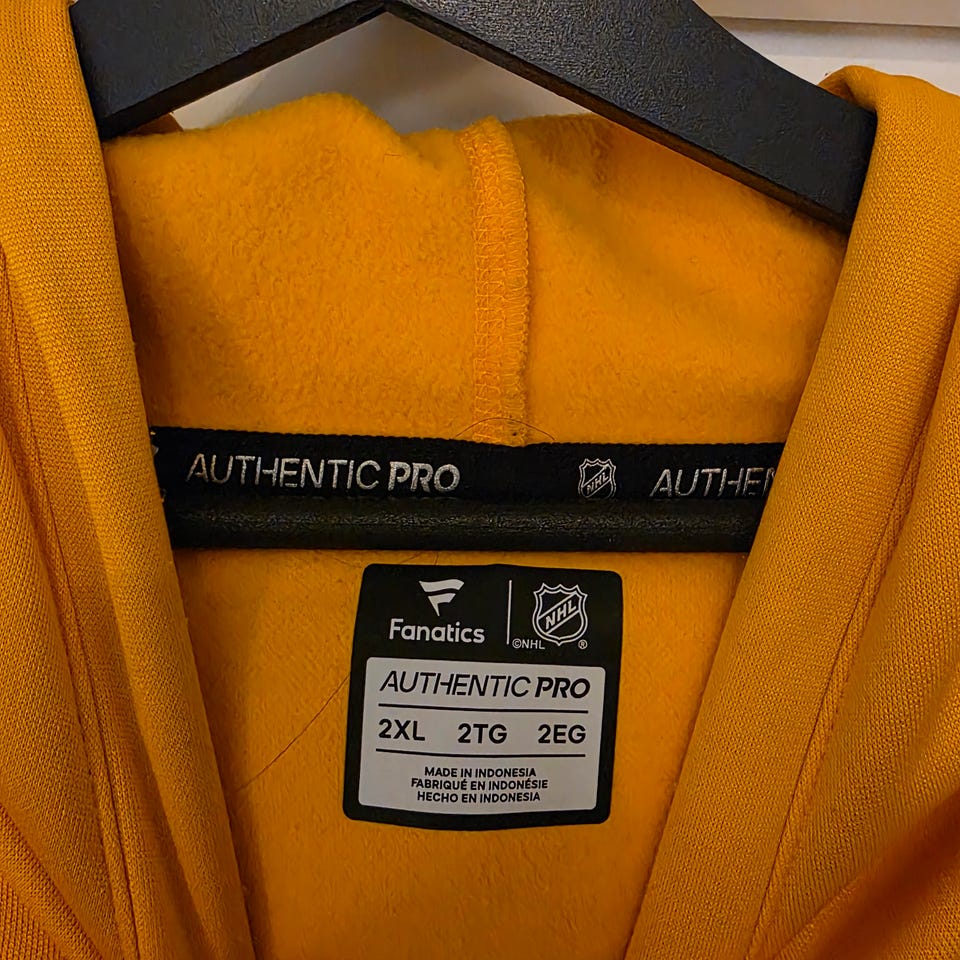 AUTHENTIC PRO NHL AUTHEN
Fanatics
NHL
©NHL ®
AUTHENTIC PRO
2XL 2TG 2EG
MADE IN INDONESIA
FABRIQUÉ EN INDONÉSIE
HECHO EN INDONESIA